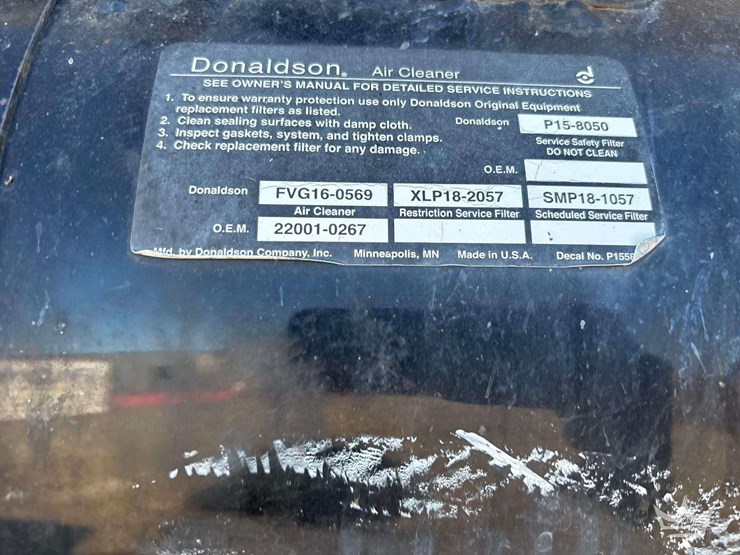 Donaldson® Air Cleaner
SEE OWNER'S MANUAL FOR DETAILED SERVICE INSTRUCTIONS
1. To ensure warranty protection use only Donaldson Original Equipment
replacement filters as listed.
2. Clean sealing surfaces with damp cloth.
3. Inspect gaskets, system, and tighten clamps.
4. Check replacement filter for any damage.
Donaldson P15-8050
Service Safety Filter
DO NOT CLEAN
O.E.M.
Donaldson FVG16-0569 XLP18-2057 SMP18-1057
Air Cleaner Restriction Service Filter Scheduled Service Filter
O.E.M. 22001-0267
Mfd. by Donaldson Company, Inc. Minneapolis, MN Made in U.S.A. Decal No.